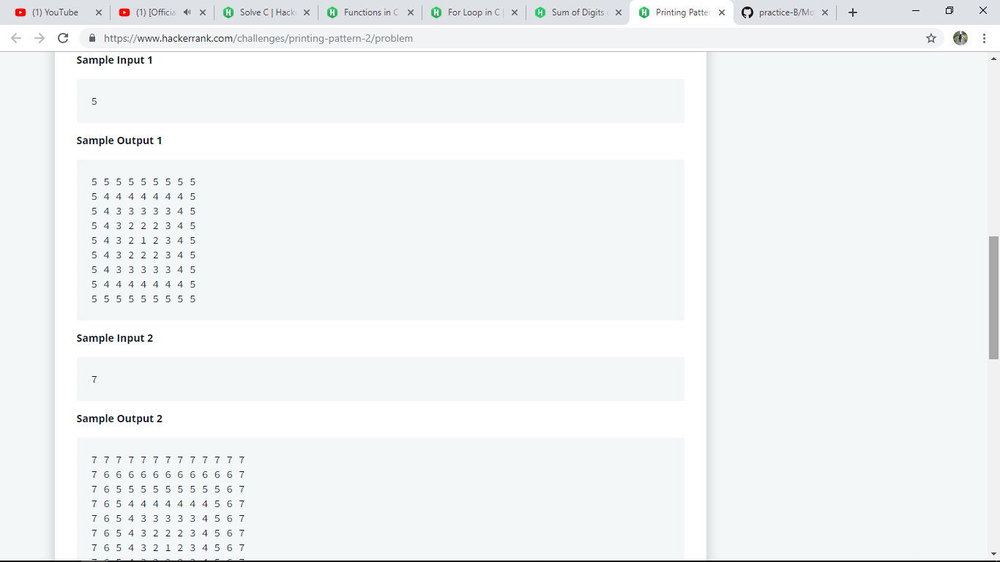 (1) YouTube
(1) [Officia
Solve C | Hack
Functions in C
For Loop in C |
Sum of Digits
Printing Patter
practice-B/Mo
https://www.hackerrank.com/challenges/printing-pattern-2/problem
Sample Input 1
5
Sample Output 1
5 5 5 5 5 5 5 5 5
5 4 4 4 4 4 4 4 5
5 4 3 3 3 3 3 4 5
5 4 3 2 2 2 3 4 5
5 4 3 2 1 2 3 4 5
5 4 3 2 2 2 3 4 5
5 4 3 3 3 3 3 4 5
5 4 4 4 4 4 4 4 5
5 5 5 5 5 5 5 5 5
Sample Input 2
7
Sample Output 2
7 7 7 7 7 7 7 7 7 7 7 7 7
7 6 6 6 6 6 6 6 6 6 6 6 7
7 6 5 5 5 5 5 5 5 5 5 6 7
7 6 5 4 4 4 4 4 4 4 5 6 7
7 6 5 4 3 3 3 3 3 4 5 6 7
7 6 5 4 3 2 2 2 3 4 5 6 7
7 6 5 4 3 2 1 2 3 4 5 6 7